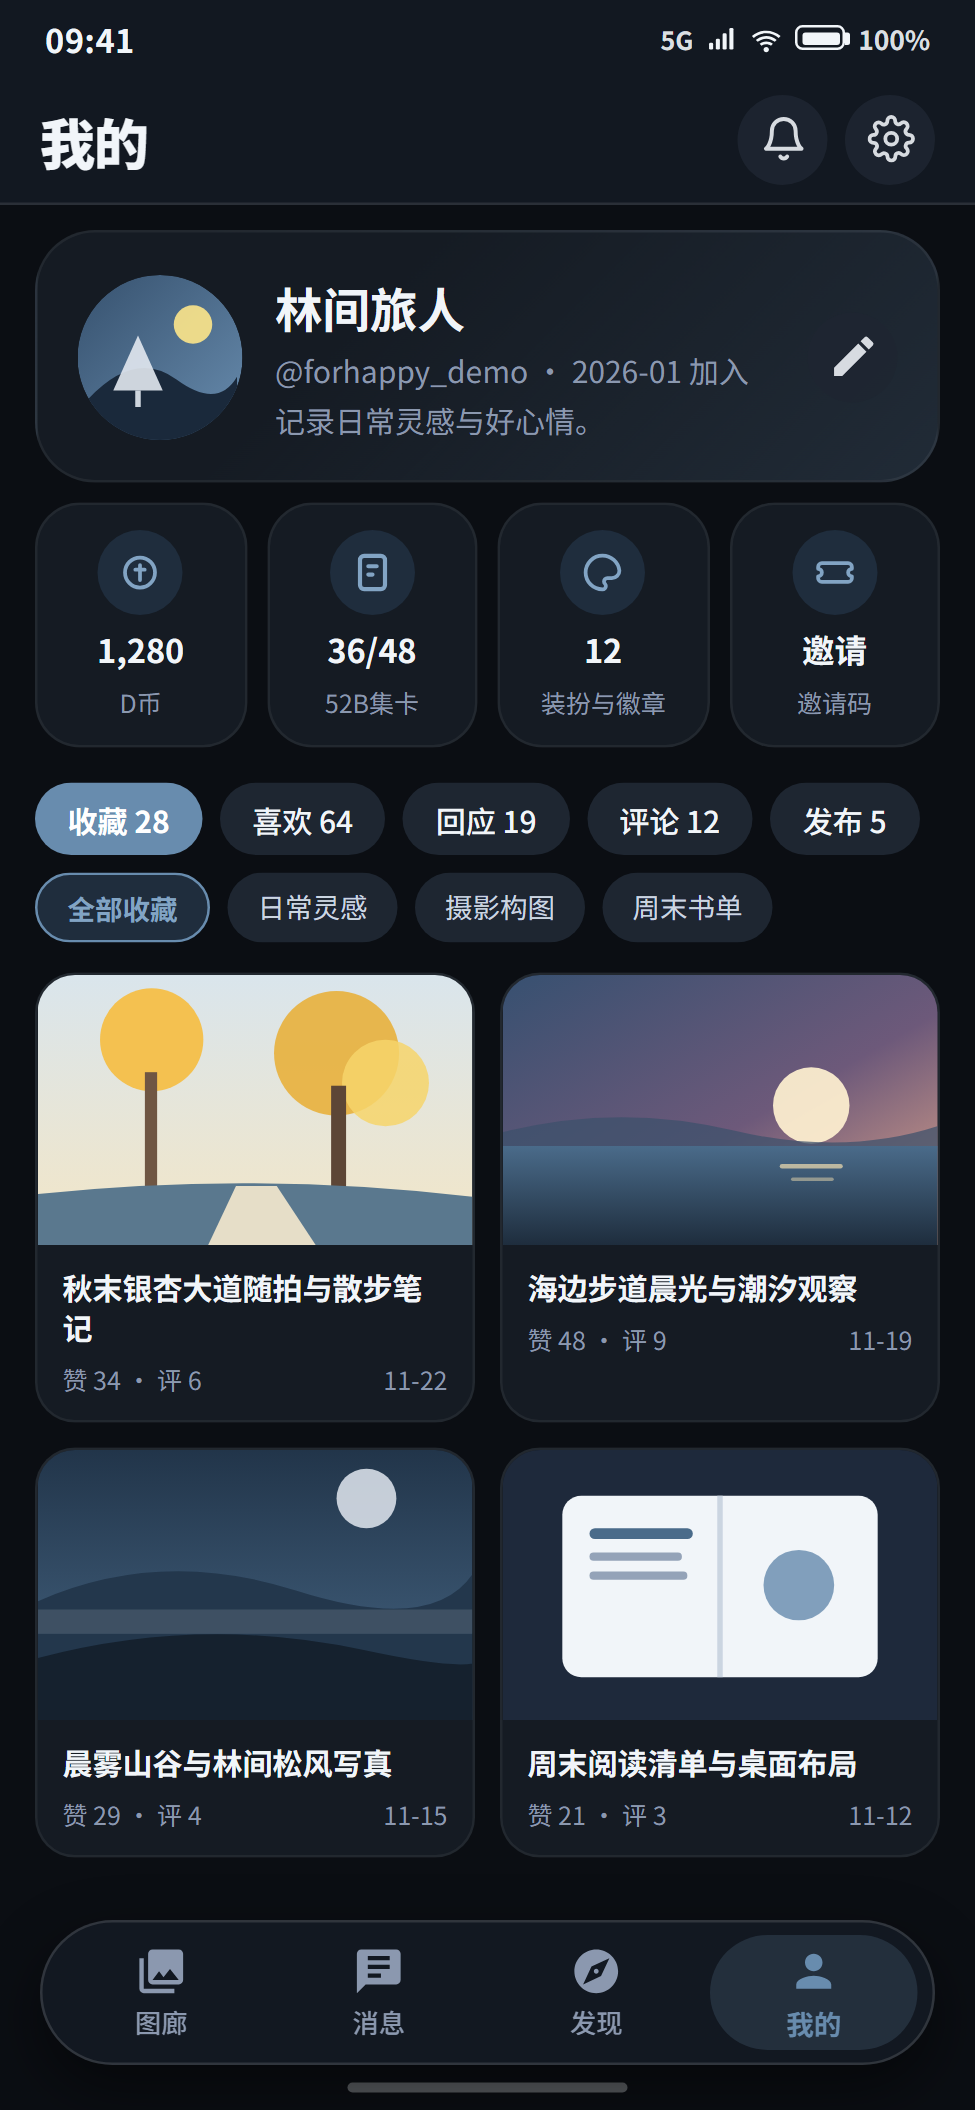 09:41
5G
100%
我的
林间旅人
@forhappy_demo · 2026-01 加入
记录日常灵感与好心情。
1,280
D币
36/48
52B集卡
12
装扮与徽章
邀请
邀请码
收藏 28
喜欢 64
回应 19
评论 12
发布 5
全部收藏
日常灵感
摄影构图
周末书单
秋末银杏大道随拍与散步笔
记
赞 34 · 评 6
11-22
海边步道晨光与潮汐观察
赞 48 · 评 9
11-19
晨雾山谷与林间松风写真
赞 29 · 评 4
11-15
周末阅读清单与桌面布局
赞 21 · 评 3
11-12
图廊
消息
发现
我的